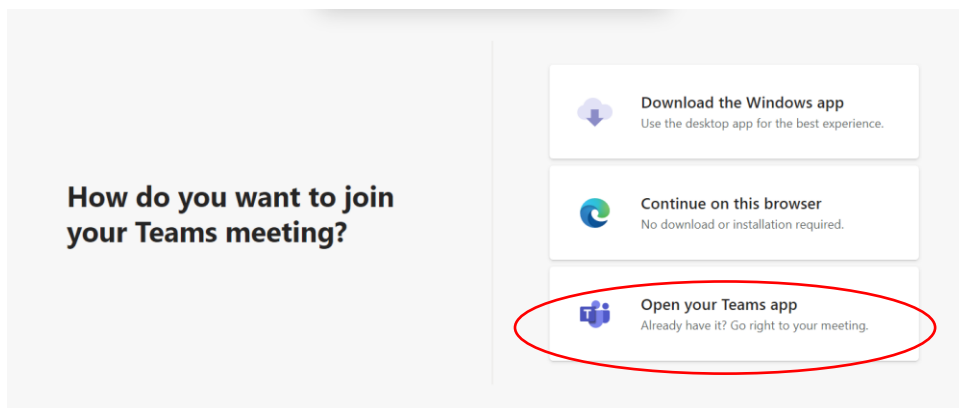 How do you want to join
your Teams meeting?
Download the Windows app
Use the desktop app for the best experience.
Continue on this browser
No download or installation required.
Open your Teams app
Already have it? Go right to your meeting.